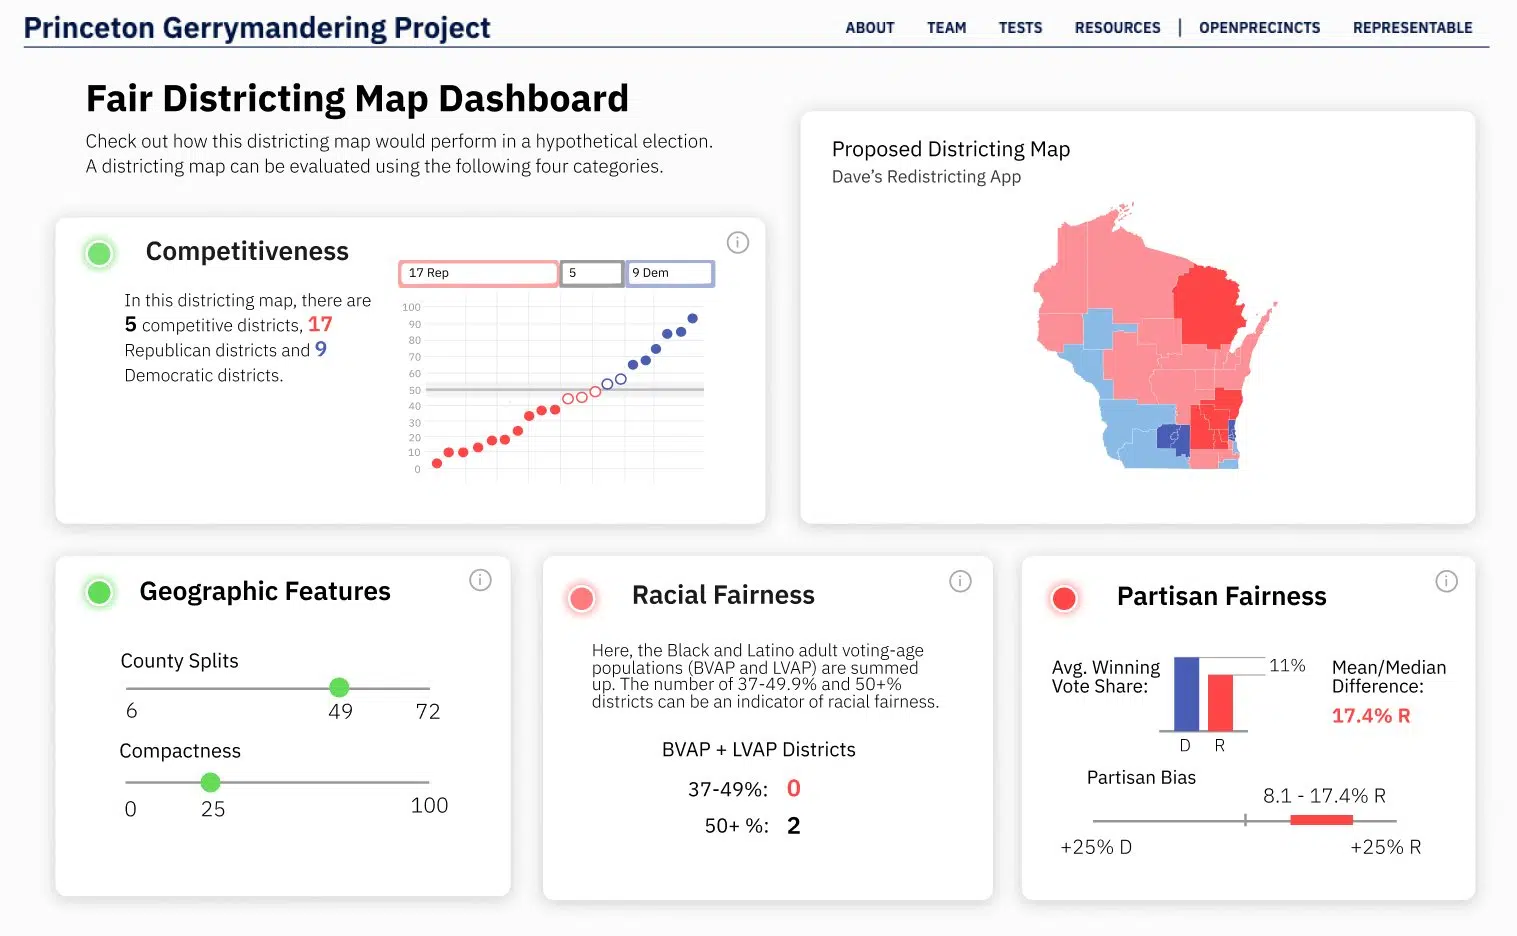 Princeton Gerrymandering Project
ABOUT TEAM TESTS RESOURCES | OPENPRECINCTS REPRESENTABLE
Fair Districting Map Dashboard
Check out how this districting map would perform in a hypothetical election.
A districting map can be evaluated using the following four categories.
Proposed Districting Map
Dave's Redistricting App
Competitiveness
i
In this districting map, there are
5 competitive districts, 17
Republican districts and 9
Democratic districts.
17 Rep 5 9 Dem
100
90
80
70
60
50
40
30
20
10
0
Geographic Features
i
County Splits
6 49 72
Compactness
0 25 100
Racial Fairness
i
Here, the Black and Latino adult voting-age
populations (BVAP and LVAP) are summed
up. The number of 37-49.9% and 50+%
districts can be an indicator of racial fairness.
BVAP + LVAP Districts
37-49%: 0
50+ %: 2
Partisan Fairness
i
Avg. Winning
Vote Share:
11%
D R
Mean/Median
Difference:
17.4% R
Partisan Bias
8.1 - 17.4% R
+25% D +25% R